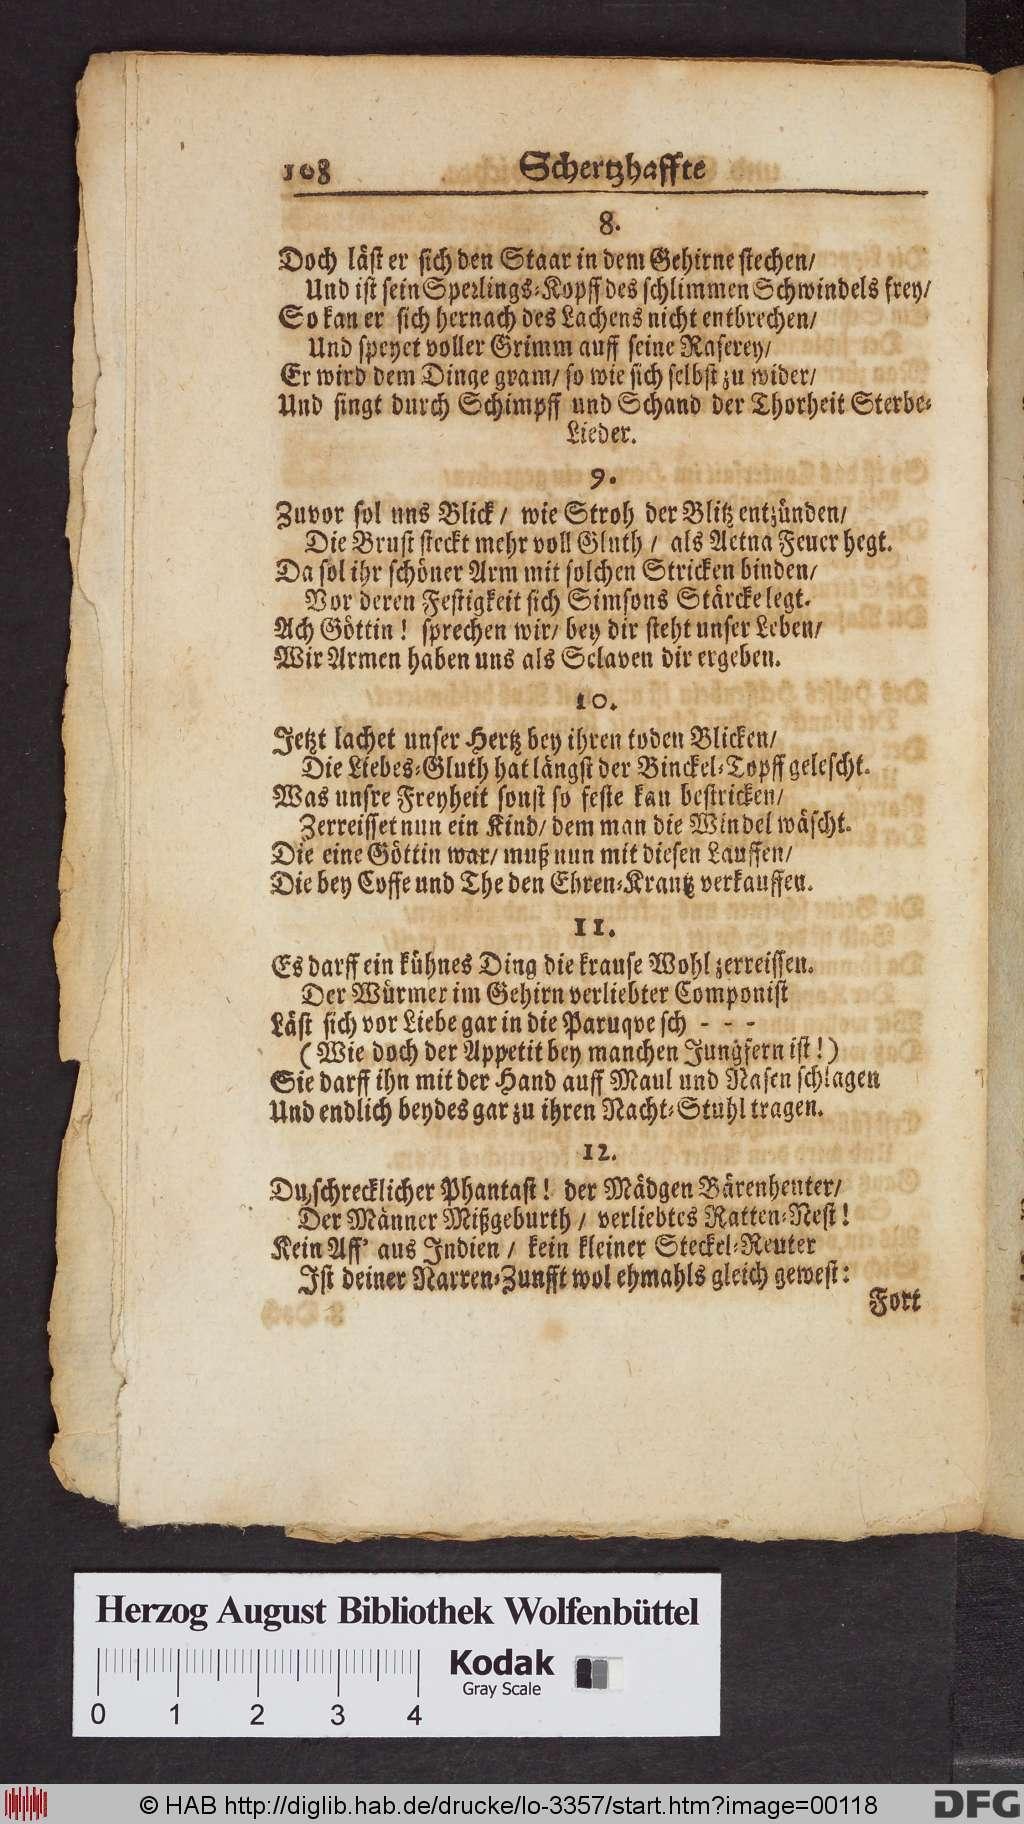 108 Schertzhaffte
8.
Doch läst er sich den Staar in dem Gehirne stechen/
Und ist sein Sperlings-Kopff des schlimmen Schwindels frey/
So kan er sich hernach des Lachens nicht entbrechen/
Und speyet voller Grimm auff seine Raserey/
Er wird dem Dinge gram/ so wie sich selbst zu wider/
Und singt durch Schimpff und Schand der Thorheit Sterbe-
Lieder.
9.
Zuvor sol uns Blick/ wie Stroh der Blitz entzünden/
Die Brust steckt mehr voll Gluth/ als Aetna Feuer hegt.
Da sol ihr schöner Arm mit solchen Stricken binden/
Vor deren Festigkeit sich Simsons Stärcke legt.
Ach Göttin! sprechen wir/ bey dir steht unser Leben/
Wir Armen haben uns als Sclaven dir ergeben.
10.
Jetzt lachet unser Hertz bey ihren toden Blicken/
Die Liebes-Gluth hat längst der Binckel-Topff gelescht.
Was unsre Freyheit sonst so feste kan bestricken/
Zerreisset nun ein Kind/ dem man die Windel wäscht.
Die eine Göttin war/ muß nun mit diesen Lauffen/
Die bey Coffe und The den Ehren-Krantz verkauffen.
11.
Es darff ein kühnes Ding die krause Wohl zerreissen.
Der Würmer im Gehirn verliebter Componist
Läst sich vor Liebe gar in die Paruqve sch - - -
(Wie doch der Appetit bey manchen Jungfern ist!)
Sie darff ihn mit der Hand auff Maul und Nasen schlagen
Und endlich beydes gar zu ihren Nacht-Stuhl tragen.
12.
Du schrecklicher Phantast! der Mädgen Bärenheuter/
Der Männer Mißgeburth/ verliebtes Ratten-Nest!
Kein Aff' aus Indien/ kein kleiner Steckel-Reuter
Ist deiner Narren-Zunfft wol ehmahls gleich gewest:
Fort
Herzog August Bibliothek Wolfenbüttel
Kodak
Gray Scale
0 1 2 3 4
© HAB http://diglib.hab.de/drucke/lo-3357/start.htm?image=00118
DFG